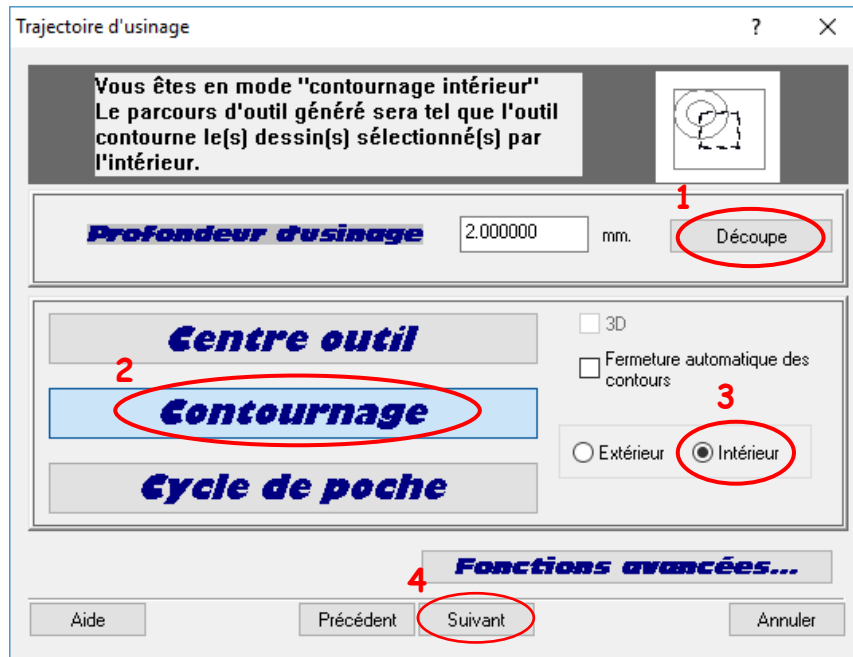 Trajectoire d'usinage
?
Vous êtes en mode "contournage intérieur"
Le parcours d'outil généré sera tel que l'outil
contourne le(s) dessin(s) sélectionné(s) par
l'intérieur.
1
Profondeur d'usinage 2.000000 mm. Découpe
Centre outil
3D
Fermeture automatique des
contours
2
Contournage
3
Extérieur Intérieur
Cycle de poche
Fonctions avancées...
4
Aide Précédent Suivant Annuler